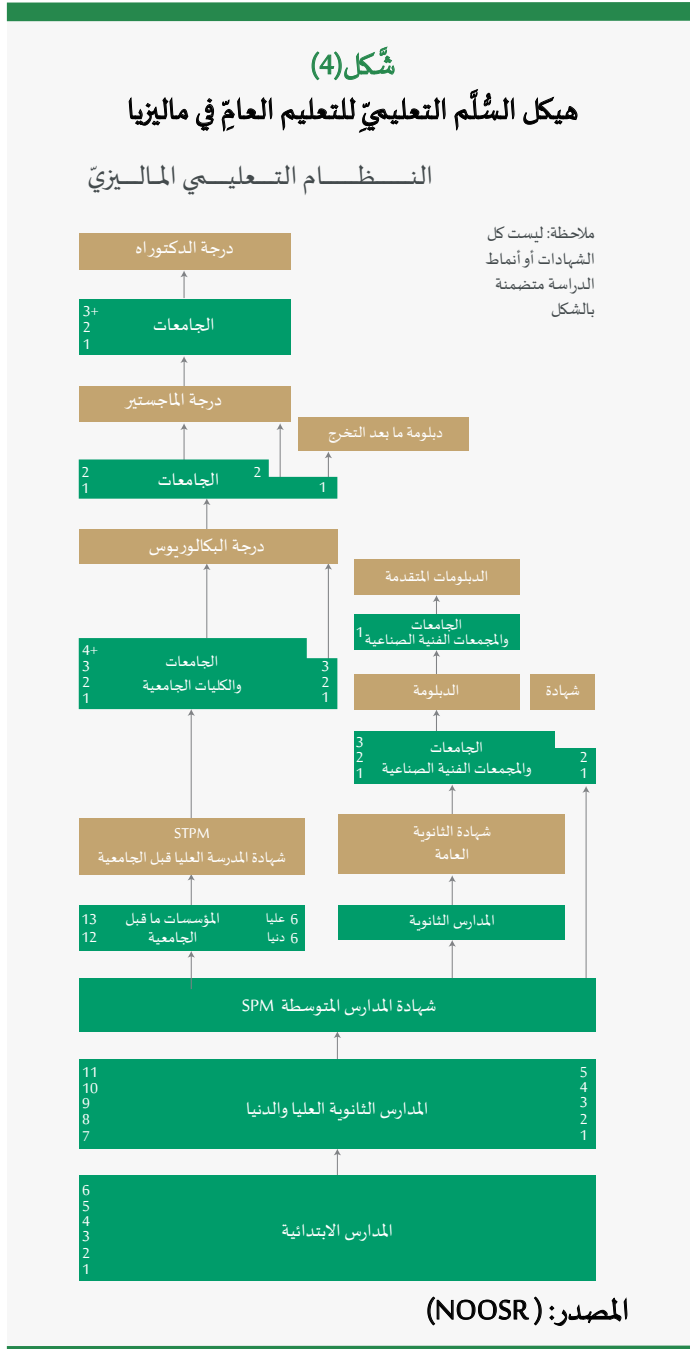 شَّكل(4)
هيكل السُّلَّم التعليميِّ للتعليم العامِّ في ماليزيا
النـــظـــام التـــعليـــمي المـالـــيزيّ
ملاحظة: ليست كل
الشهادات أو أنماط
الدراسة متضمنة
بالشكل
درجة الدكتوراه
+3
2
1
الجامعات
درجة الماجستير
دبلومة ما بعد التخرج
2
1
الجامعات
2
1
درجة البكالوريوس
الدبلومات المتقدمة
الجامعات
والمجمعات الفنية الصناعية
1
+4
3
2
1
الجامعات
والكليات الجامعية
3
2
1
الدبلومة
شهادة
3
2
1
الجامعات
والمجمعات الفنية الصناعية
2
1
STPM
شهادة المدرسة العليا قبل الجامعية
شهادة الثانوية
العامة
13
12
المؤسسات ما قبل
الجامعية
6 عليا
6 دنيا
المدارس الثانوية
شهادة المدارس المتوسطة SPM
11
10
9
8
7
المدارس الثانوية العليا والدنيا
5
4
3
2
1
6
5
4
3
2
1
المدارس الابتدائية
المصدر: (NOOSR)